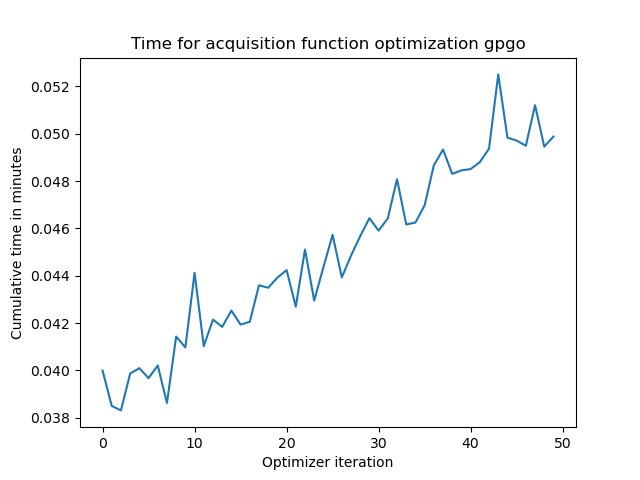 Time for acquisition function optimization gpgo
Cumulative time in minutes
0.052
0.050
0.048
0.046
0.044
0.042
0.040
0.038
0 10 20 30 40 50
Optimizer iteration